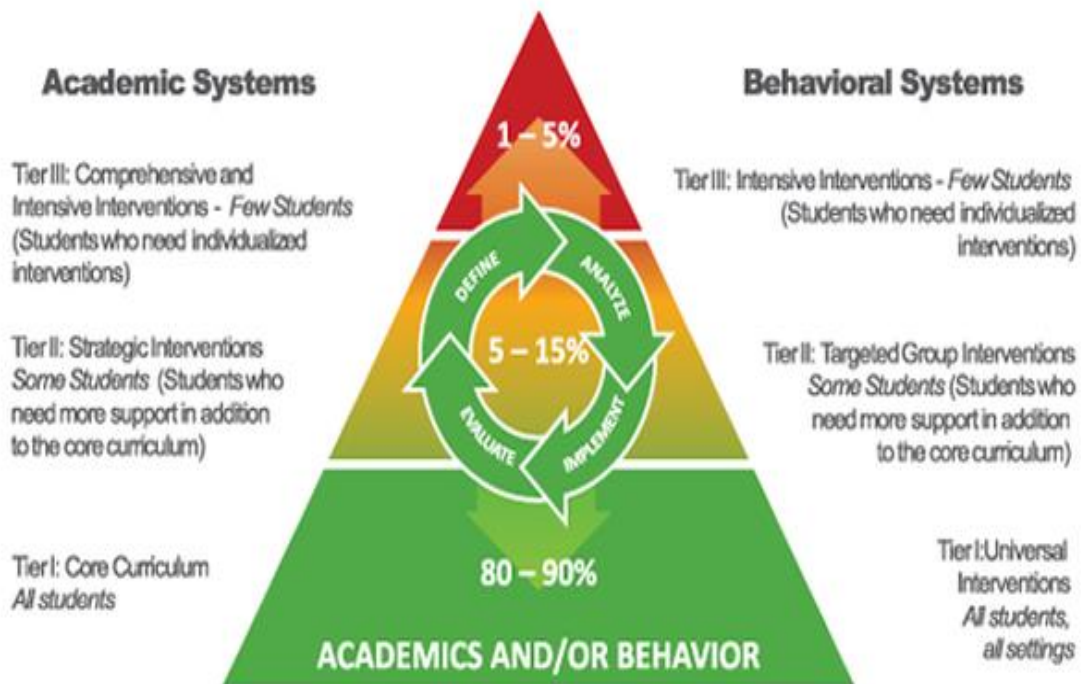 Academic Systems
Tier III: Comprehensive and
Intensive Interventions - Few Students
(Students who need individualized
interventions)
Tier II: Strategic Interventions
Some Students (Students who
need more support in addition
to the core curriculum)
Tier I: Core Curriculum
All students
1 – 5%
DEFINE
ANALYZE
5 – 15%
EVALUATE
IMPLEMENT
80 – 90%
ACADEMICS AND/OR BEHAVIOR
Behavioral Systems
Tier III: Intensive Interventions - Few Students
(Students who need individualized
interventions)
Tier II: Targeted Group Interventions
Some Students (Students who
need more support in addition
to the core curriculum)
Tier I:Universal
Interventions
All students,
all settings